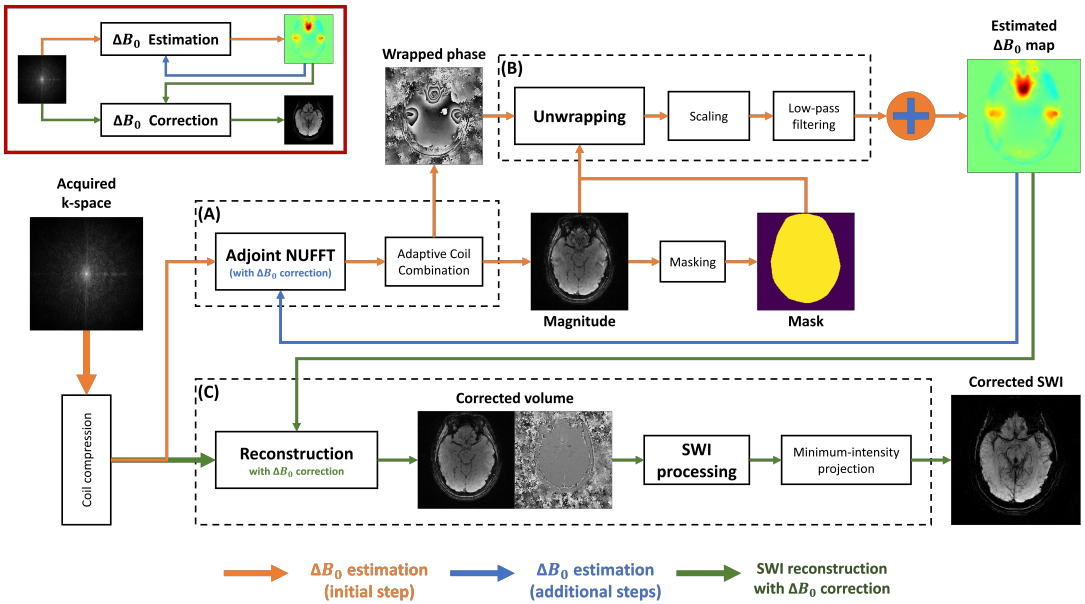 ΔB₀ Estimation
ΔB₀ Correction
Wrapped phase
(B)
Unwrapping
Scaling
Low-pass
filtering
Estimated
ΔB₀ map
Acquired
k-space
(A)
Adjoint NUFFT
(with ΔB₀ correction)
Adaptive Coil
Combination
Magnitude
Masking
Mask
Coil compression
(C)
Reconstruction
with ΔB₀ correction
Corrected volume
SWI
processing
Minimum-intensity
projection
Corrected SWI
ΔB₀ estimation
(initial step)
ΔB₀ estimation
(additional steps)
SWI reconstruction
with ΔB₀ correction